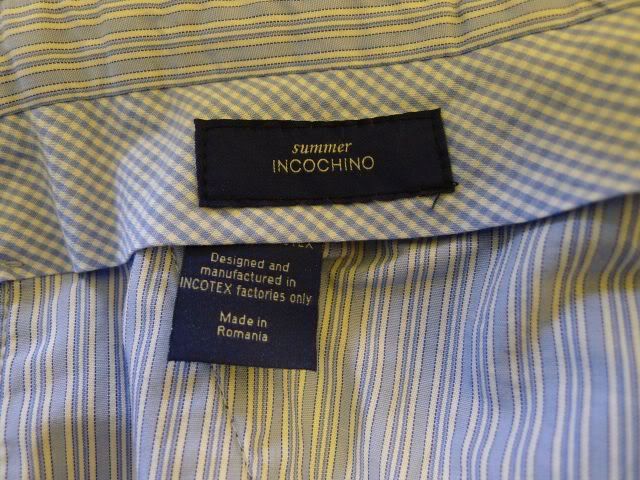 summer
INCOCHINO
Designed and
manufactured in
INCOTEX factories only
Made in
Romania